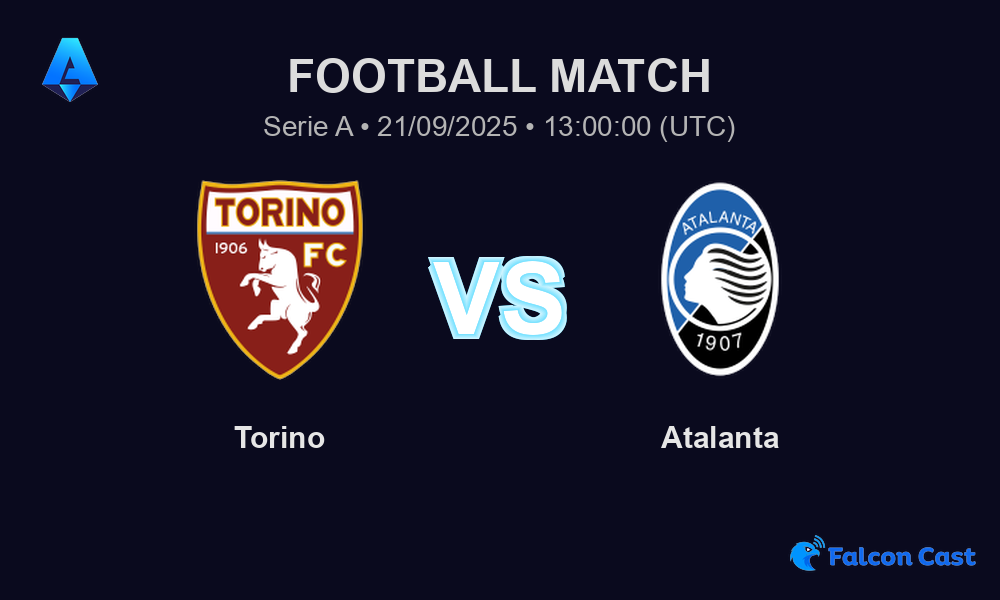 FOOTBALL MATCH
Serie A • 21/09/2025 • 13:00:00 (UTC)
TORINO
1906
FC
ATALANTA
1907
VS
Torino
Atalanta
Falcon Cast